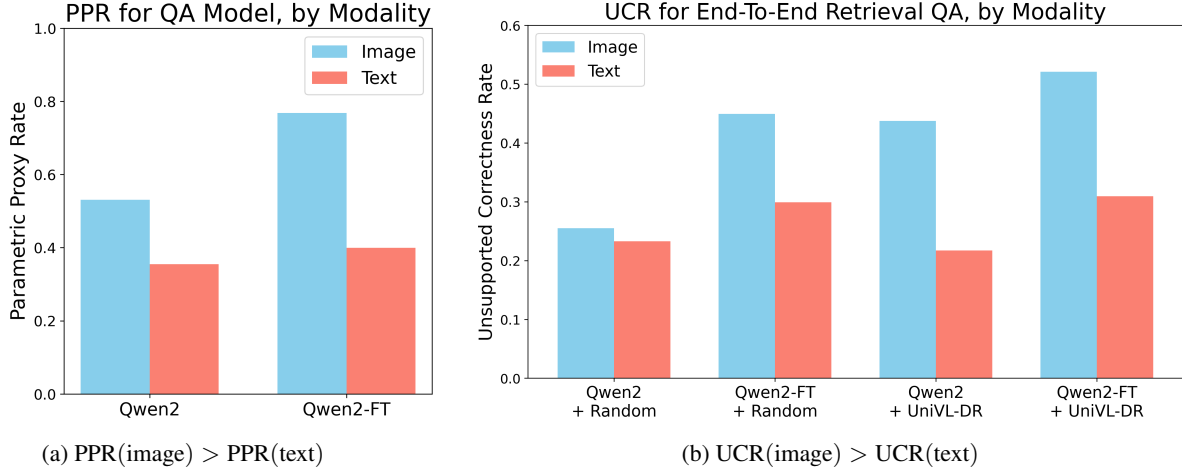 PPR for QA Model, by Modality
Parametric Proxy Rate
1.0
0.8
0.6
0.4
0.2
0.0
Image
Text
Qwen2
Qwen2-FT
(a) PPR(image) > PPR(text)
UCR for End-To-End Retrieval QA, by Modality
Unsupported Correctness Rate
0.6
0.5
0.4
0.3
0.2
0.1
0.0
Image
Text
Qwen2
+ Random
Qwen2-FT
+ Random
Qwen2
+ UniVL-DR
Qwen2-FT
+ UniVL-DR
(b) UCR(image) > UCR(text)